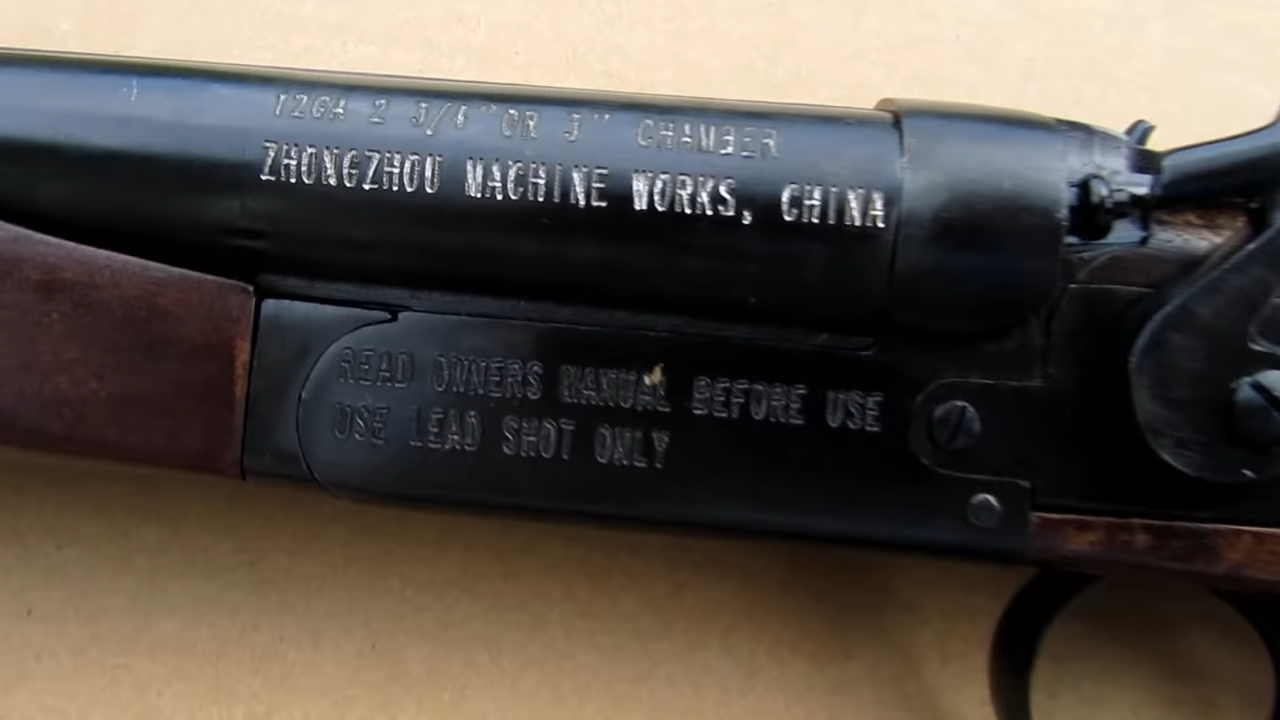 12GA 2 3/4" OR 3" CHAMBER
ZHONGZHOU MACHINE WORKS, CHINA
READ OWNERS MANUAL BEFORE USE
USE LEAD SHOT ONLY